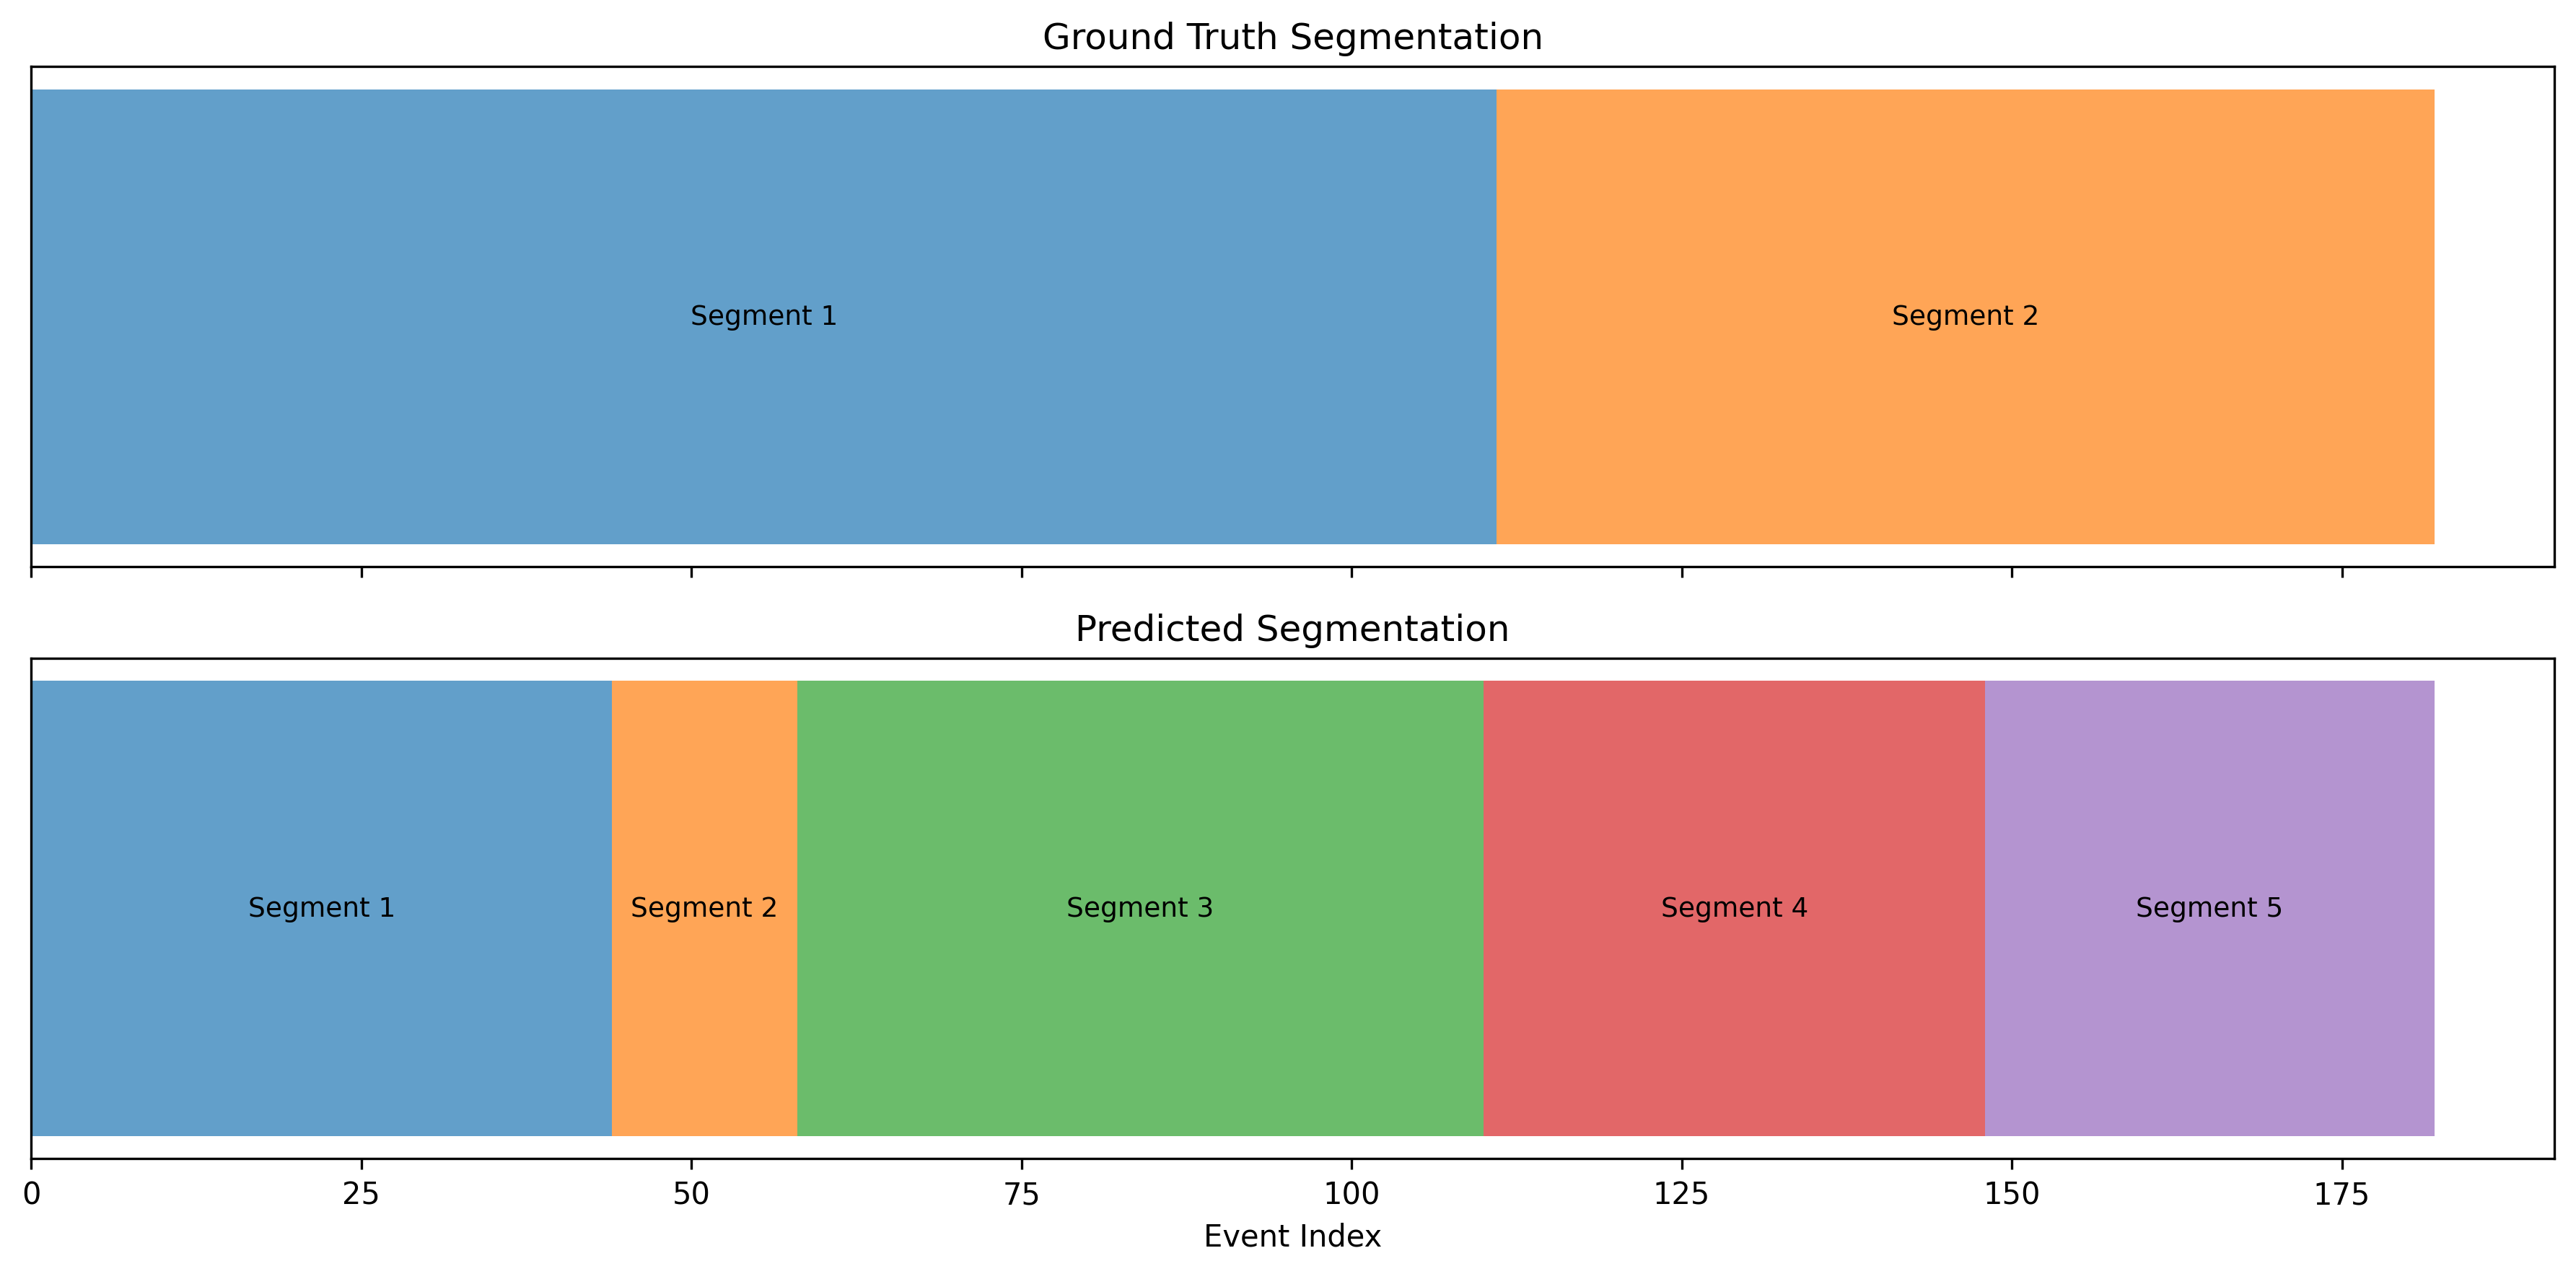 Ground Truth Segmentation
Segment 1 Segment 2
Predicted Segmentation
Segment 1 Segment 2 Segment 3 Segment 4 Segment 5
0 25 50 75 100 125 150 175
Event Index